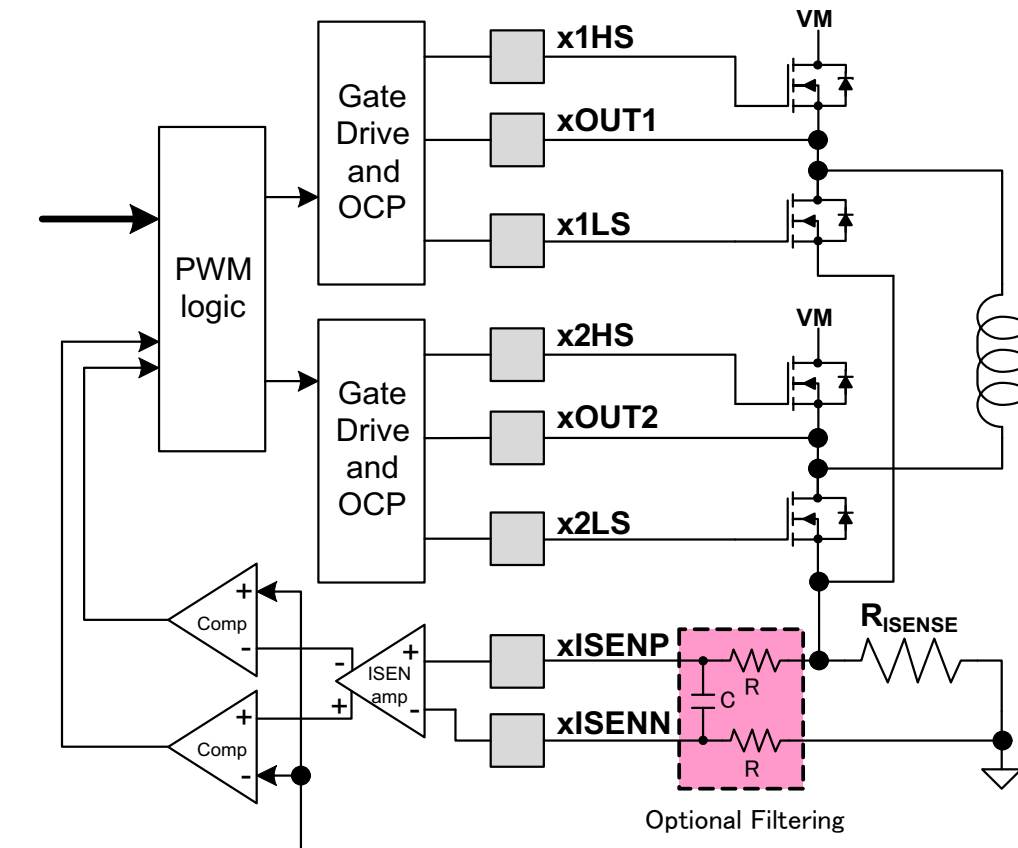 VM
x1HS
Gate
Drive
and
OCP
xOUT1
x1LS
PWM
logic
VM
x2HS
Gate
Drive
and
OCP
xOUT2
x2LS
+
Comp
-
RISENSE
xISENP
+
ISEN
amp
-
-
+
R
C
xISENN
R
+
Comp
-
Optional Filtering